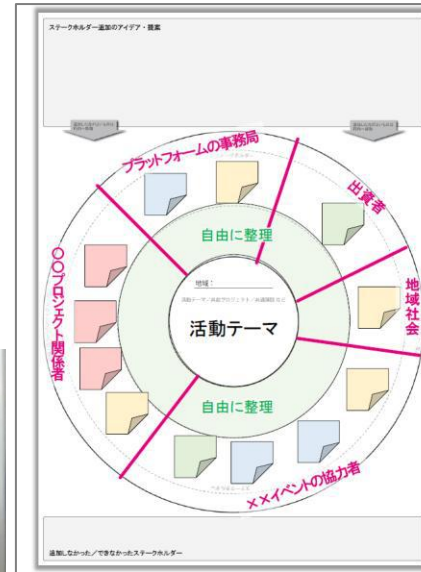 ステークホルダー追加のアイデア・提案
プラットフォームの事務局
出資者
自由に整理
地域:
〇〇プロジェクト関係者
地域社会
活動テーマ
自由に整理
××イベントの協力者
追加しなかった/できなかったステークホルダー